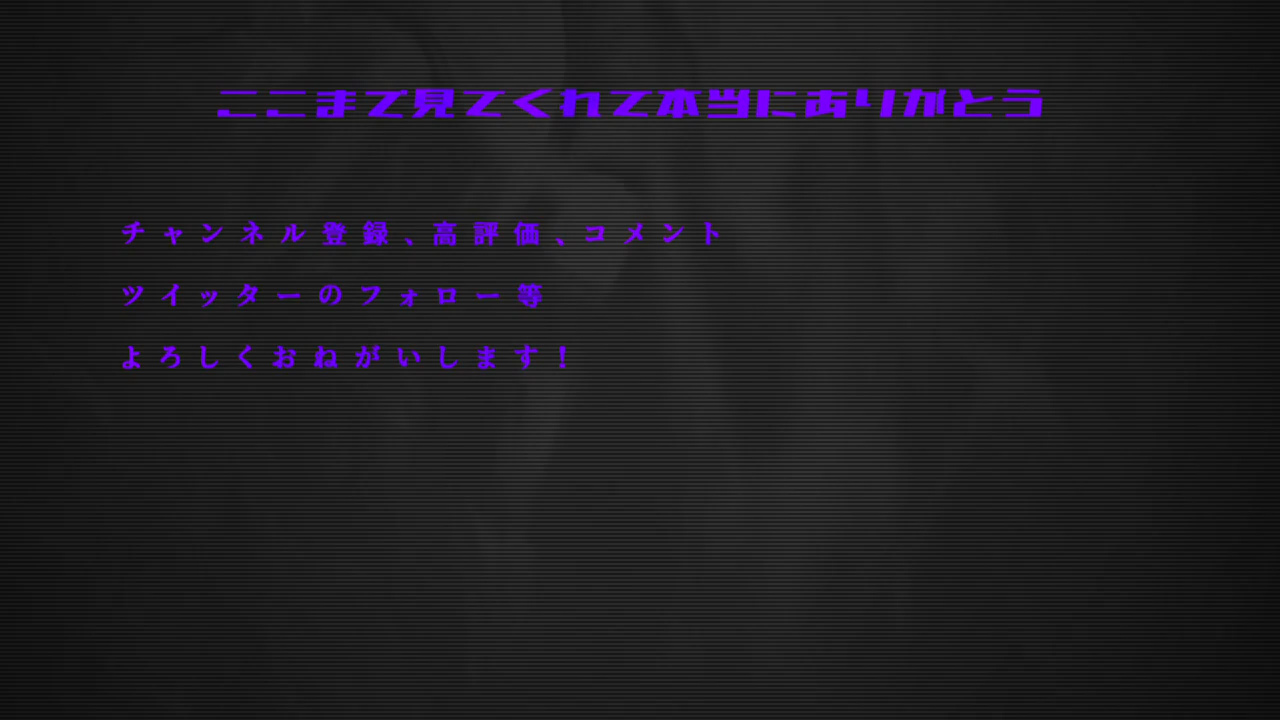 ここまで見てくれて本当にありがとう
チャンネル登録、高評価、コメント
ツイッターのフォロー等
よろしくおねがいします！